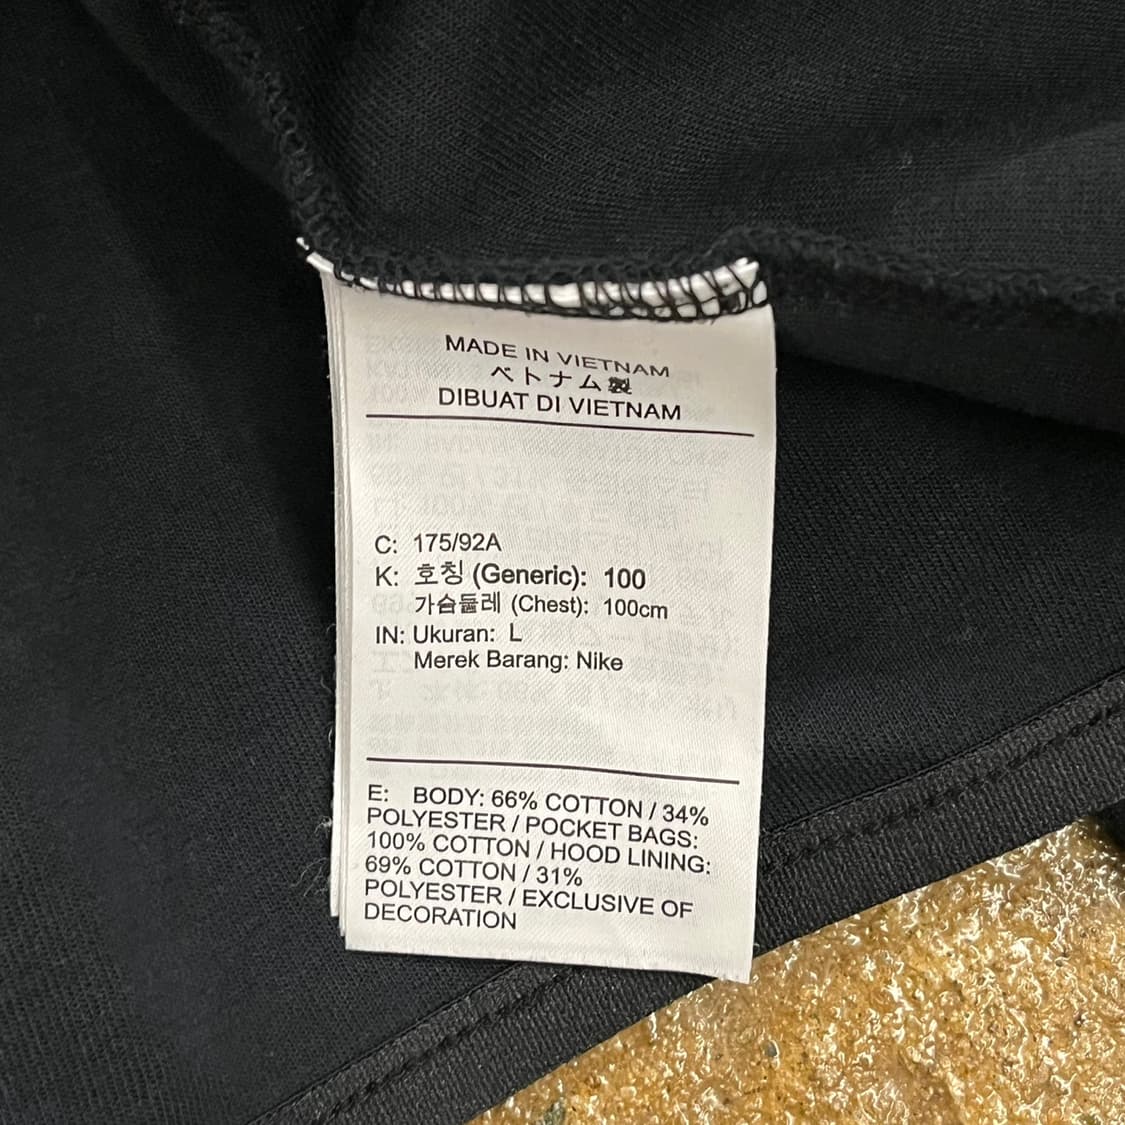 MADE IN VIETNAM
ベトナム製
DIBUAT DI VIETNAM
C: 175/92A
K: 호칭 (Generic): 100
가슴둘레 (Chest): 100cm
IN: Ukuran: L
Merek Barang: Nike
E: BODY: 66% COTTON / 34%
POLYESTER / POCKET BAGS:
100% COTTON / HOOD LINING:
69% COTTON / 31%
POLYESTER / EXCLUSIVE OF
DECORATION